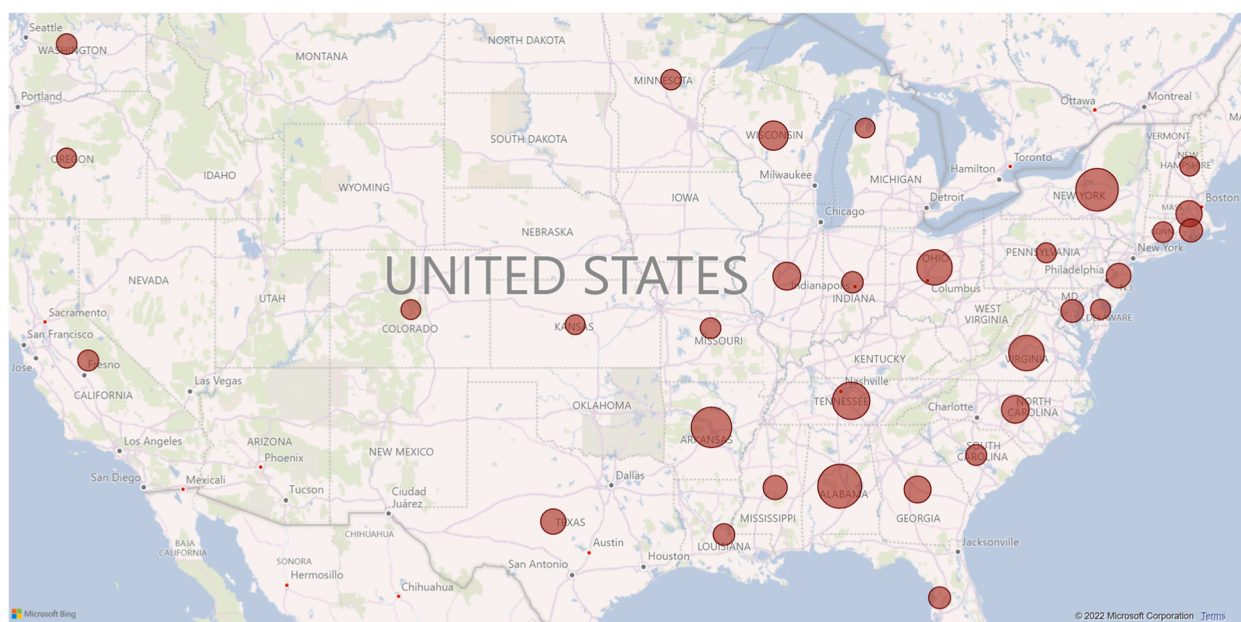 Seattle
WASHINGTON
Portland
OREGON
MONTANA
NORTH DAKOTA
MINNESOTA
Ottawa
Montreal
VERMONT
SOUTH DAKOTA
WISCONSIN
IDAHO
WYOMING
Milwaukee
MICHIGAN
Hamilton
Toronto
NEW
HAMPSHIRE
IOWA
Detroit
NEW YORK
Boston
Chicago
NEBRASKA
NEVADA
UTAH
UNITED STATES
Indianapolis
INDIANA
OHIO
Columbus
PENNSYLVANIA
New York
Philadelphia
Sacramento
San Francisco
Jose
Fresno
CALIFORNIA
COLORADO
KANSAS
MISSOURI
WEST
VIRGINIA
MD
DELAWARE
KENTUCKY
VIRGINIA
Las Vegas
Nashville
TENNESSEE
OKLAHOMA
Charlotte
NORTH
CAROLINA
Los Angeles
ARIZONA
Phoenix
NEW MEXICO
ARKANSAS
SOUTH
CAROLINA
San Diego
Mexicali
Tucson
Ciudad
Juárez
Dallas
MISSISSIPPI
ALABAMA
GEORGIA
BAJA
CALIFORNIA
CHIHUAHUA
TEXAS
Austin
LOUISIANA
Jacksonville
SONORA
Hermosillo
Chihuahua
San Antonio
Houston
Microsoft Bing
© 2022 Microsoft Corporation Terms